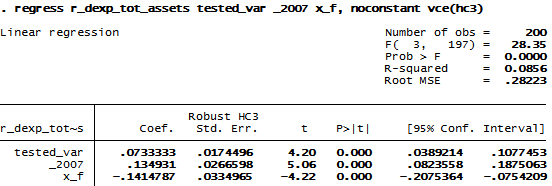 . regress r_dexp_tot_assets tested_var _2007 x_f, noconstant vce(hc3)
Linear regression Number of obs = 200
F( 3, 197) = 28.35
Prob > F = 0.0000
R-squared = 0.0856
Root MSE = .28223
Robust HC3
r_dexp_tot~s Coef. Std. Err. t P>|t| [95% Conf. Interval]
tested_var .0733333 .0174496 4.20 0.000 .0389214 .1077453
_2007 .134931 .0266598 5.06 0.000 .0823558 .1875063
x_f -.1414787 .0334965 -4.22 0.000 -.2075364 -.0754209